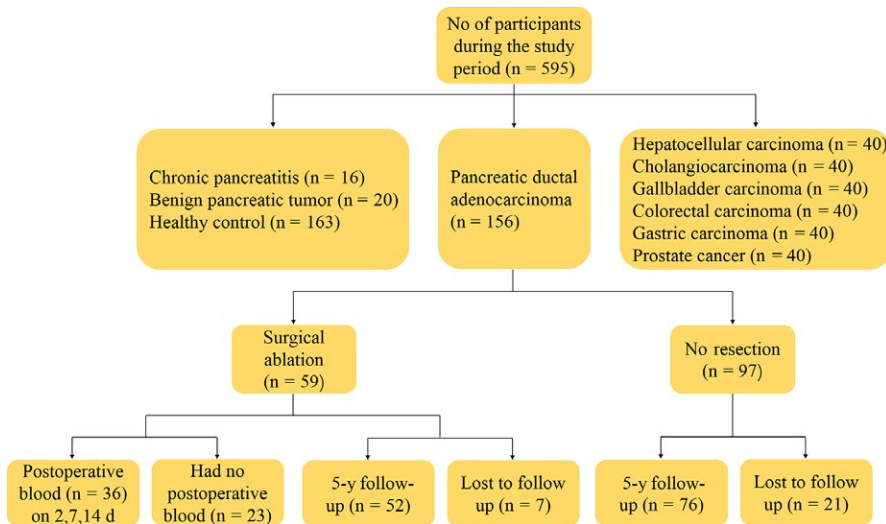 No of participants
during the study
period (n = 595)
Chronic pancreatitis (n = 16)
Benign pancreatic tumor (n = 20)
Healthy control (n = 163)
Pancreatic ductal
adenocarcinoma
(n = 156)
Hepatocellular carcinoma (n = 40)
Cholangiocarcinoma (n = 40)
Gallbladder carcinoma (n = 40)
Colorectal carcinoma (n = 40)
Gastric carcinoma (n = 40)
Prostate cancer (n = 40)
Surgical
ablation
(n = 59)
No resection
(n = 97)
Postoperative
blood (n = 36)
on 2,7,14 d
Had no
postoperative
blood (n = 23)
5-y follow-
up (n = 52)
Lost to follow
up (n = 7)
5-y follow-
up (n = 76)
Lost to follow
up (n = 21)